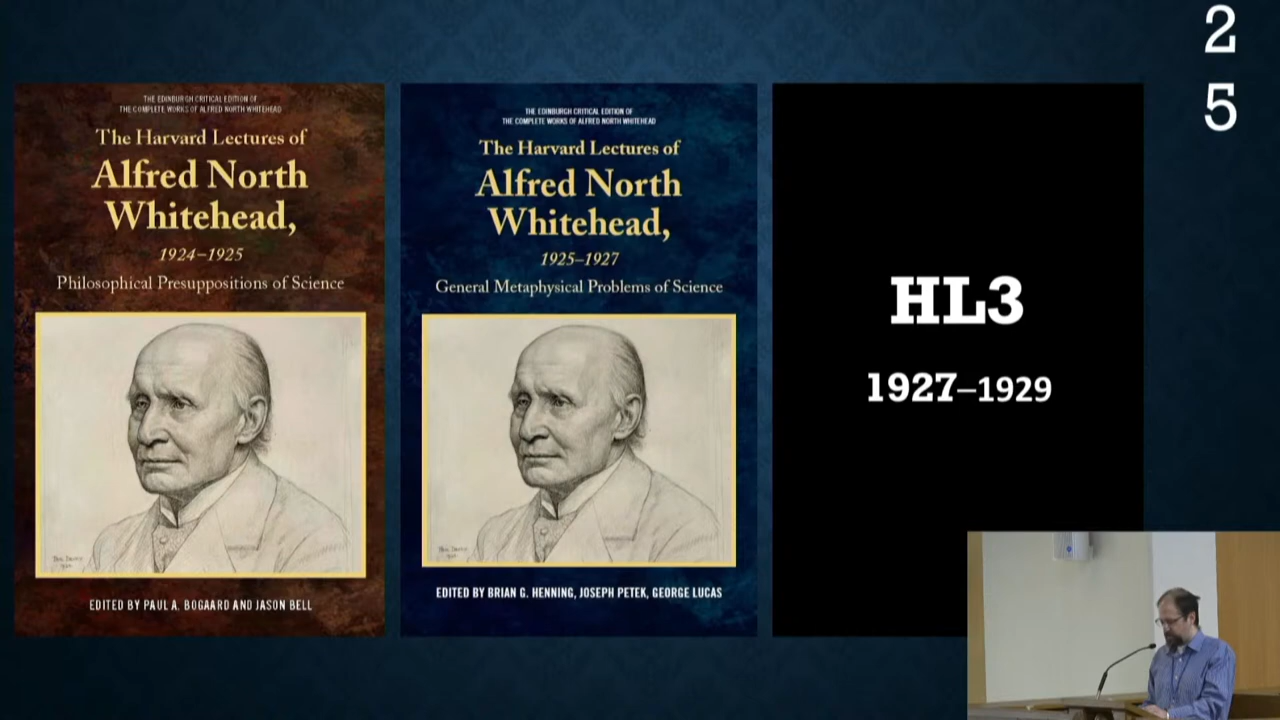 2
5
THE EDINBURGH CRITICAL EDITION OF
THE COMPLETE WORKS OF ALFRED NORTH WHITEHEAD
The Harvard Lectures of
Alfred North
Whitehead,
1924–1925
Philosophical Presuppositions of Science
EDITED BY PAUL A. BOGAARD AND JASON BELL
THE EDINBURGH CRITICAL EDITION OF
THE COMPLETE WORKS OF ALFRED NORTH WHITEHEAD
The Harvard Lectures of
Alfred North
Whitehead,
1925–1927
General Metaphysical Problems of Science
EDITED BY BRIAN G. HENNING, JOSEPH PETEK, GEORGE LUCAS
HL3
1927–1929